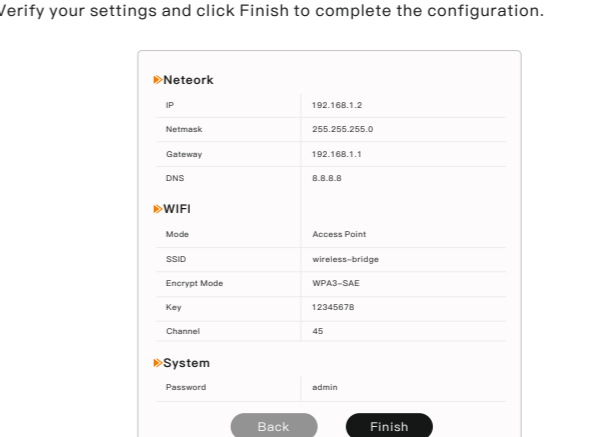 Verify your settings and click Finish to complete the configuration.
Neteork
IP 192.168.1.2
Netmask 255.255.255.0
Gateway 192.168.1.1
DNS 8.8.8.8
WIFI
Mode Access Point
SSID wireless-bridge
Encrypt Mode WPA3-SAE
Key 12345678
Channel 45
System
Password admin
Back Finish